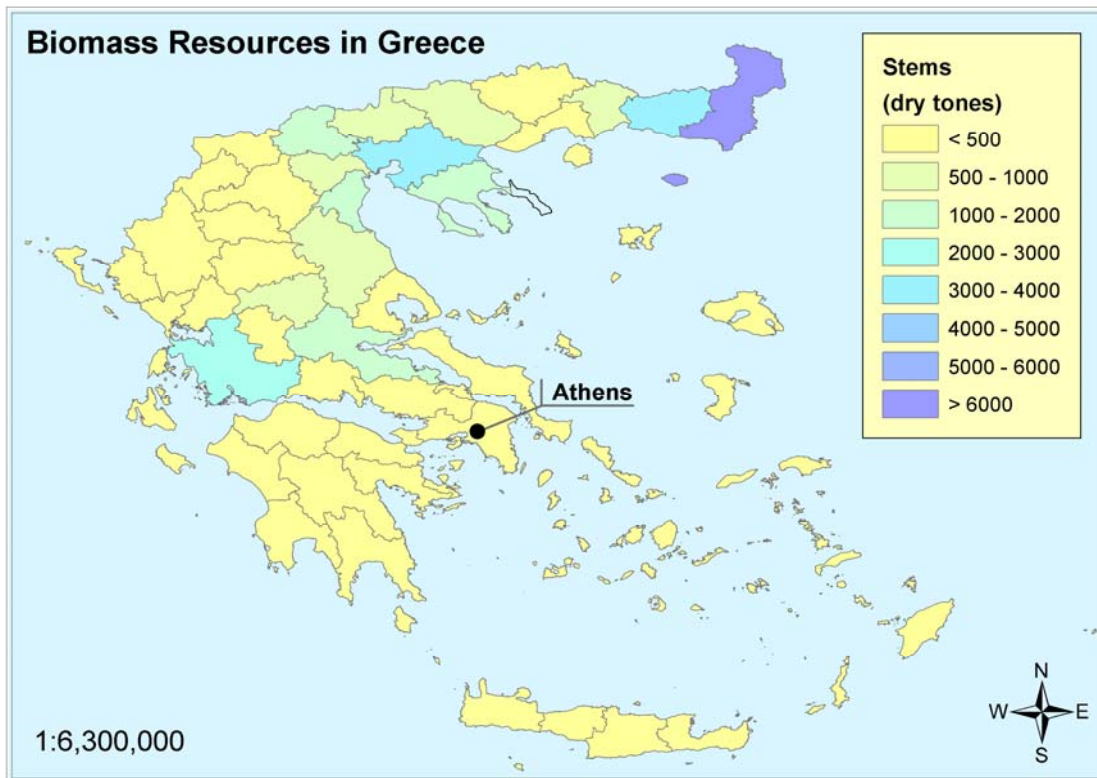 Biomass Resources in Greece
Stems
(dry tones)
< 500
500 - 1000
1000 - 2000
2000 - 3000
3000 - 4000
4000 - 5000
5000 - 6000
> 6000
Athens
N
W E
S
1:6,300,000